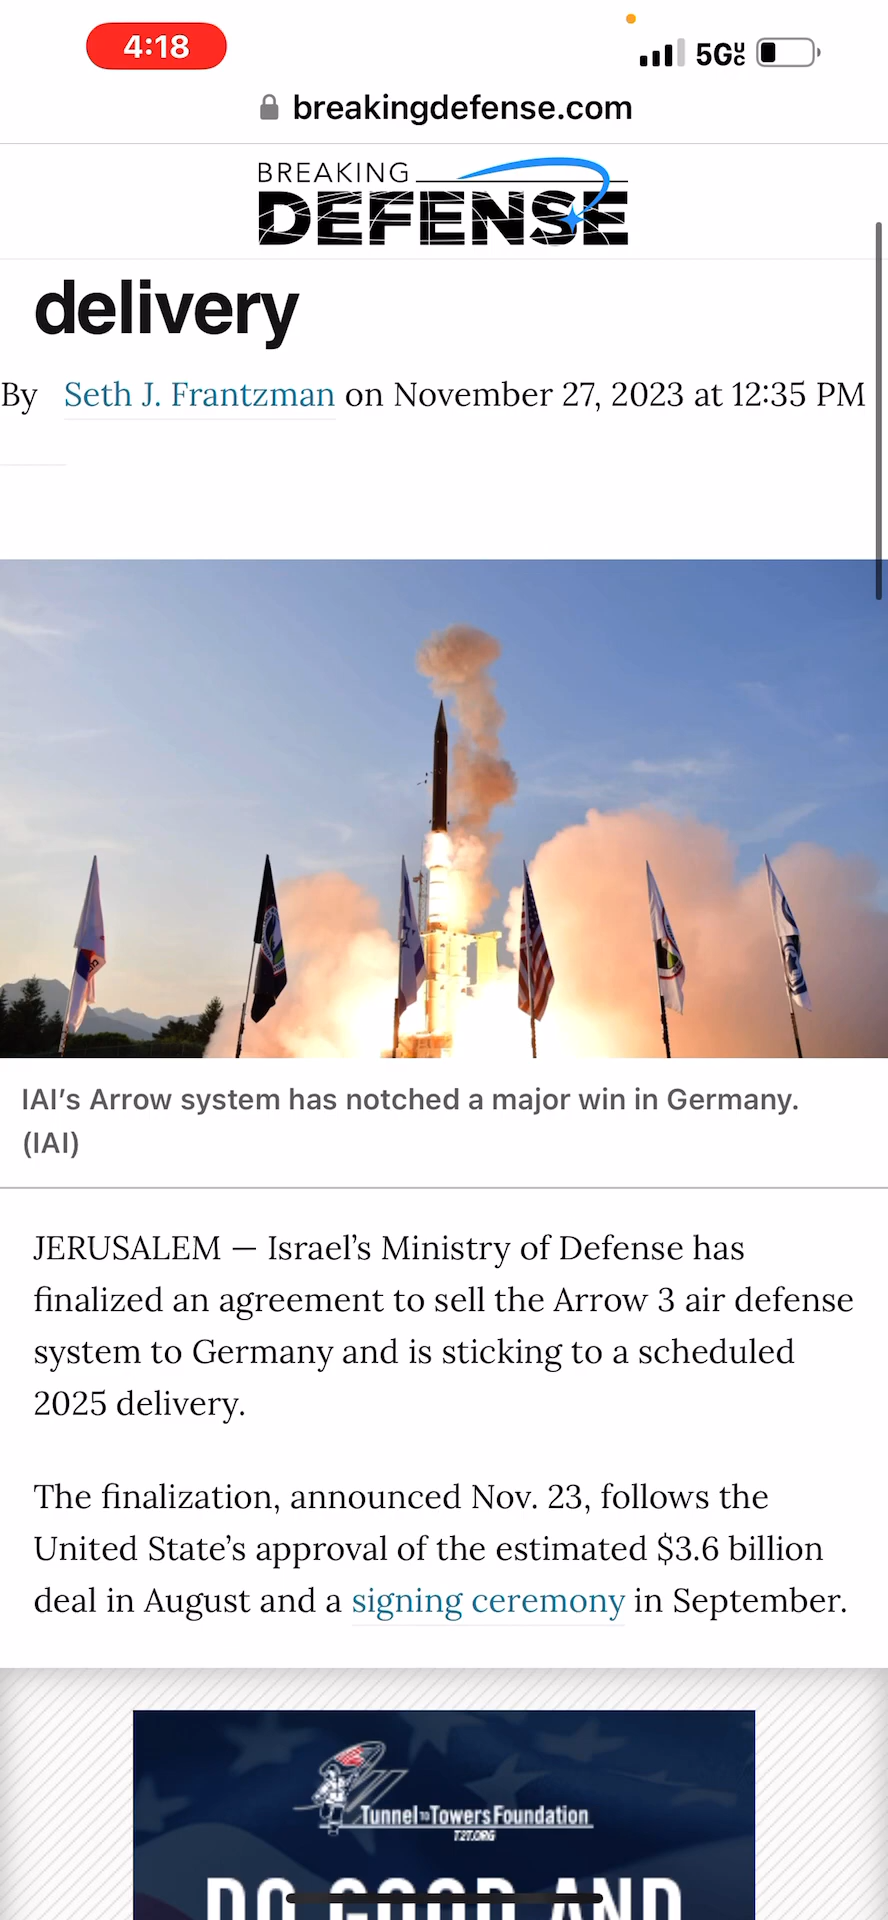 4:18
5G UC
breakingdefense.com
BREAKING
DEFENSE
delivery
By Seth J. Frantzman on November 27, 2023 at 12:35 PM
IAI’s Arrow system has notched a major win in Germany.
(IAI)
JERUSALEM — Israel’s Ministry of Defense has
finalized an agreement to sell the Arrow 3 air defense
system to Germany and is sticking to a scheduled
2025 delivery.
The finalization, announced Nov. 23, follows the
United State’s approval of the estimated $3.6 billion
deal in August and a signing ceremony in September.
Tunnel to Towers Foundation
T2T.ORG
DO GOOD AND